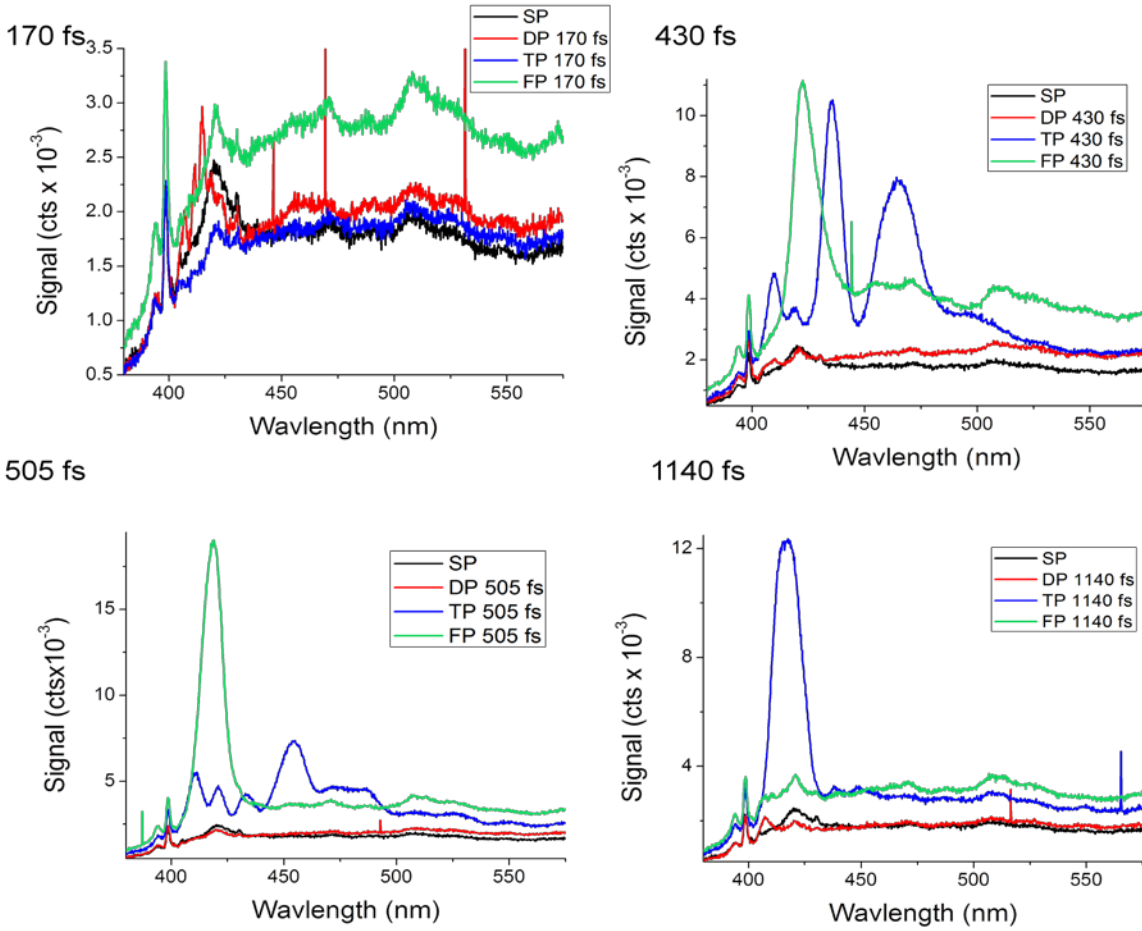 170 fs
SP
DP 170 fs
TP 170 fs
FP 170 fs
3.5
3.0
2.5
2.0
1.5
1.0
0.5
Signal (cts x 10⁻³)
400 450 500 550
Wavlength (nm)
430 fs
SP
DP 430 fs
TP 430 fs
FP 430 fs
10
8
6
4
2
Signal (cts x 10⁻³)
400 450 500 550
Wavlength (nm)
505 fs
SP
DP 505 fs
TP 505 fs
FP 505 fs
15
10
5
Signal (ctsx10⁻³)
400 450 500 550
Wavlength (nm)
1140 fs
SP
DP 1140 fs
TP 1140 fs
FP 1140 fs
12
8
4
Signal (cts x 10⁻³)
400 450 500 550
Wavlength (nm)